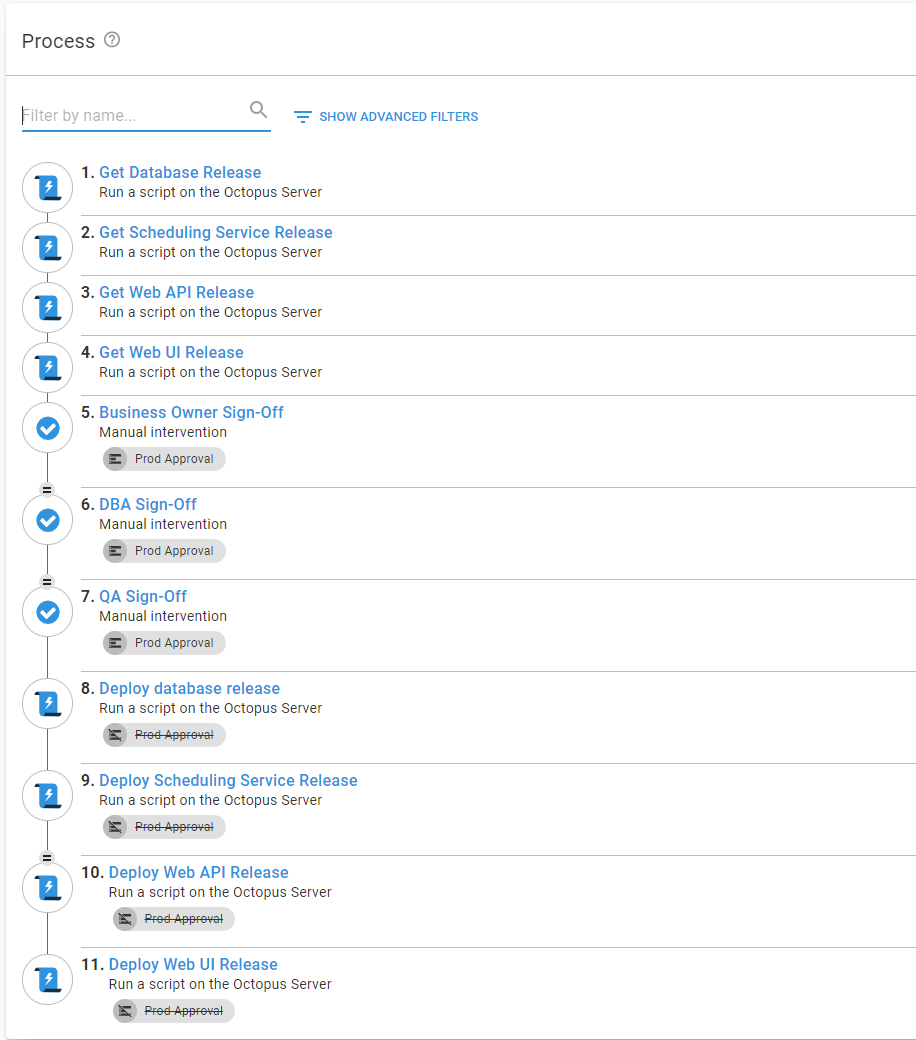 Process ?
Filter by name...
SHOW ADVANCED FILTERS
1. Get Database Release
Run a script on the Octopus Server
2. Get Scheduling Service Release
Run a script on the Octopus Server
3. Get Web API Release
Run a script on the Octopus Server
4. Get Web UI Release
Run a script on the Octopus Server
5. Business Owner Sign-Off
Manual intervention
Prod Approval
6. DBA Sign-Off
Manual intervention
Prod Approval
7. QA Sign-Off
Manual intervention
Prod Approval
8. Deploy database release
Run a script on the Octopus Server
Prod Approval
9. Deploy Scheduling Service Release
Run a script on the Octopus Server
Prod Approval
10. Deploy Web API Release
Run a script on the Octopus Server
Prod Approval
11. Deploy Web UI Release
Run a script on the Octopus Server
Prod Approval